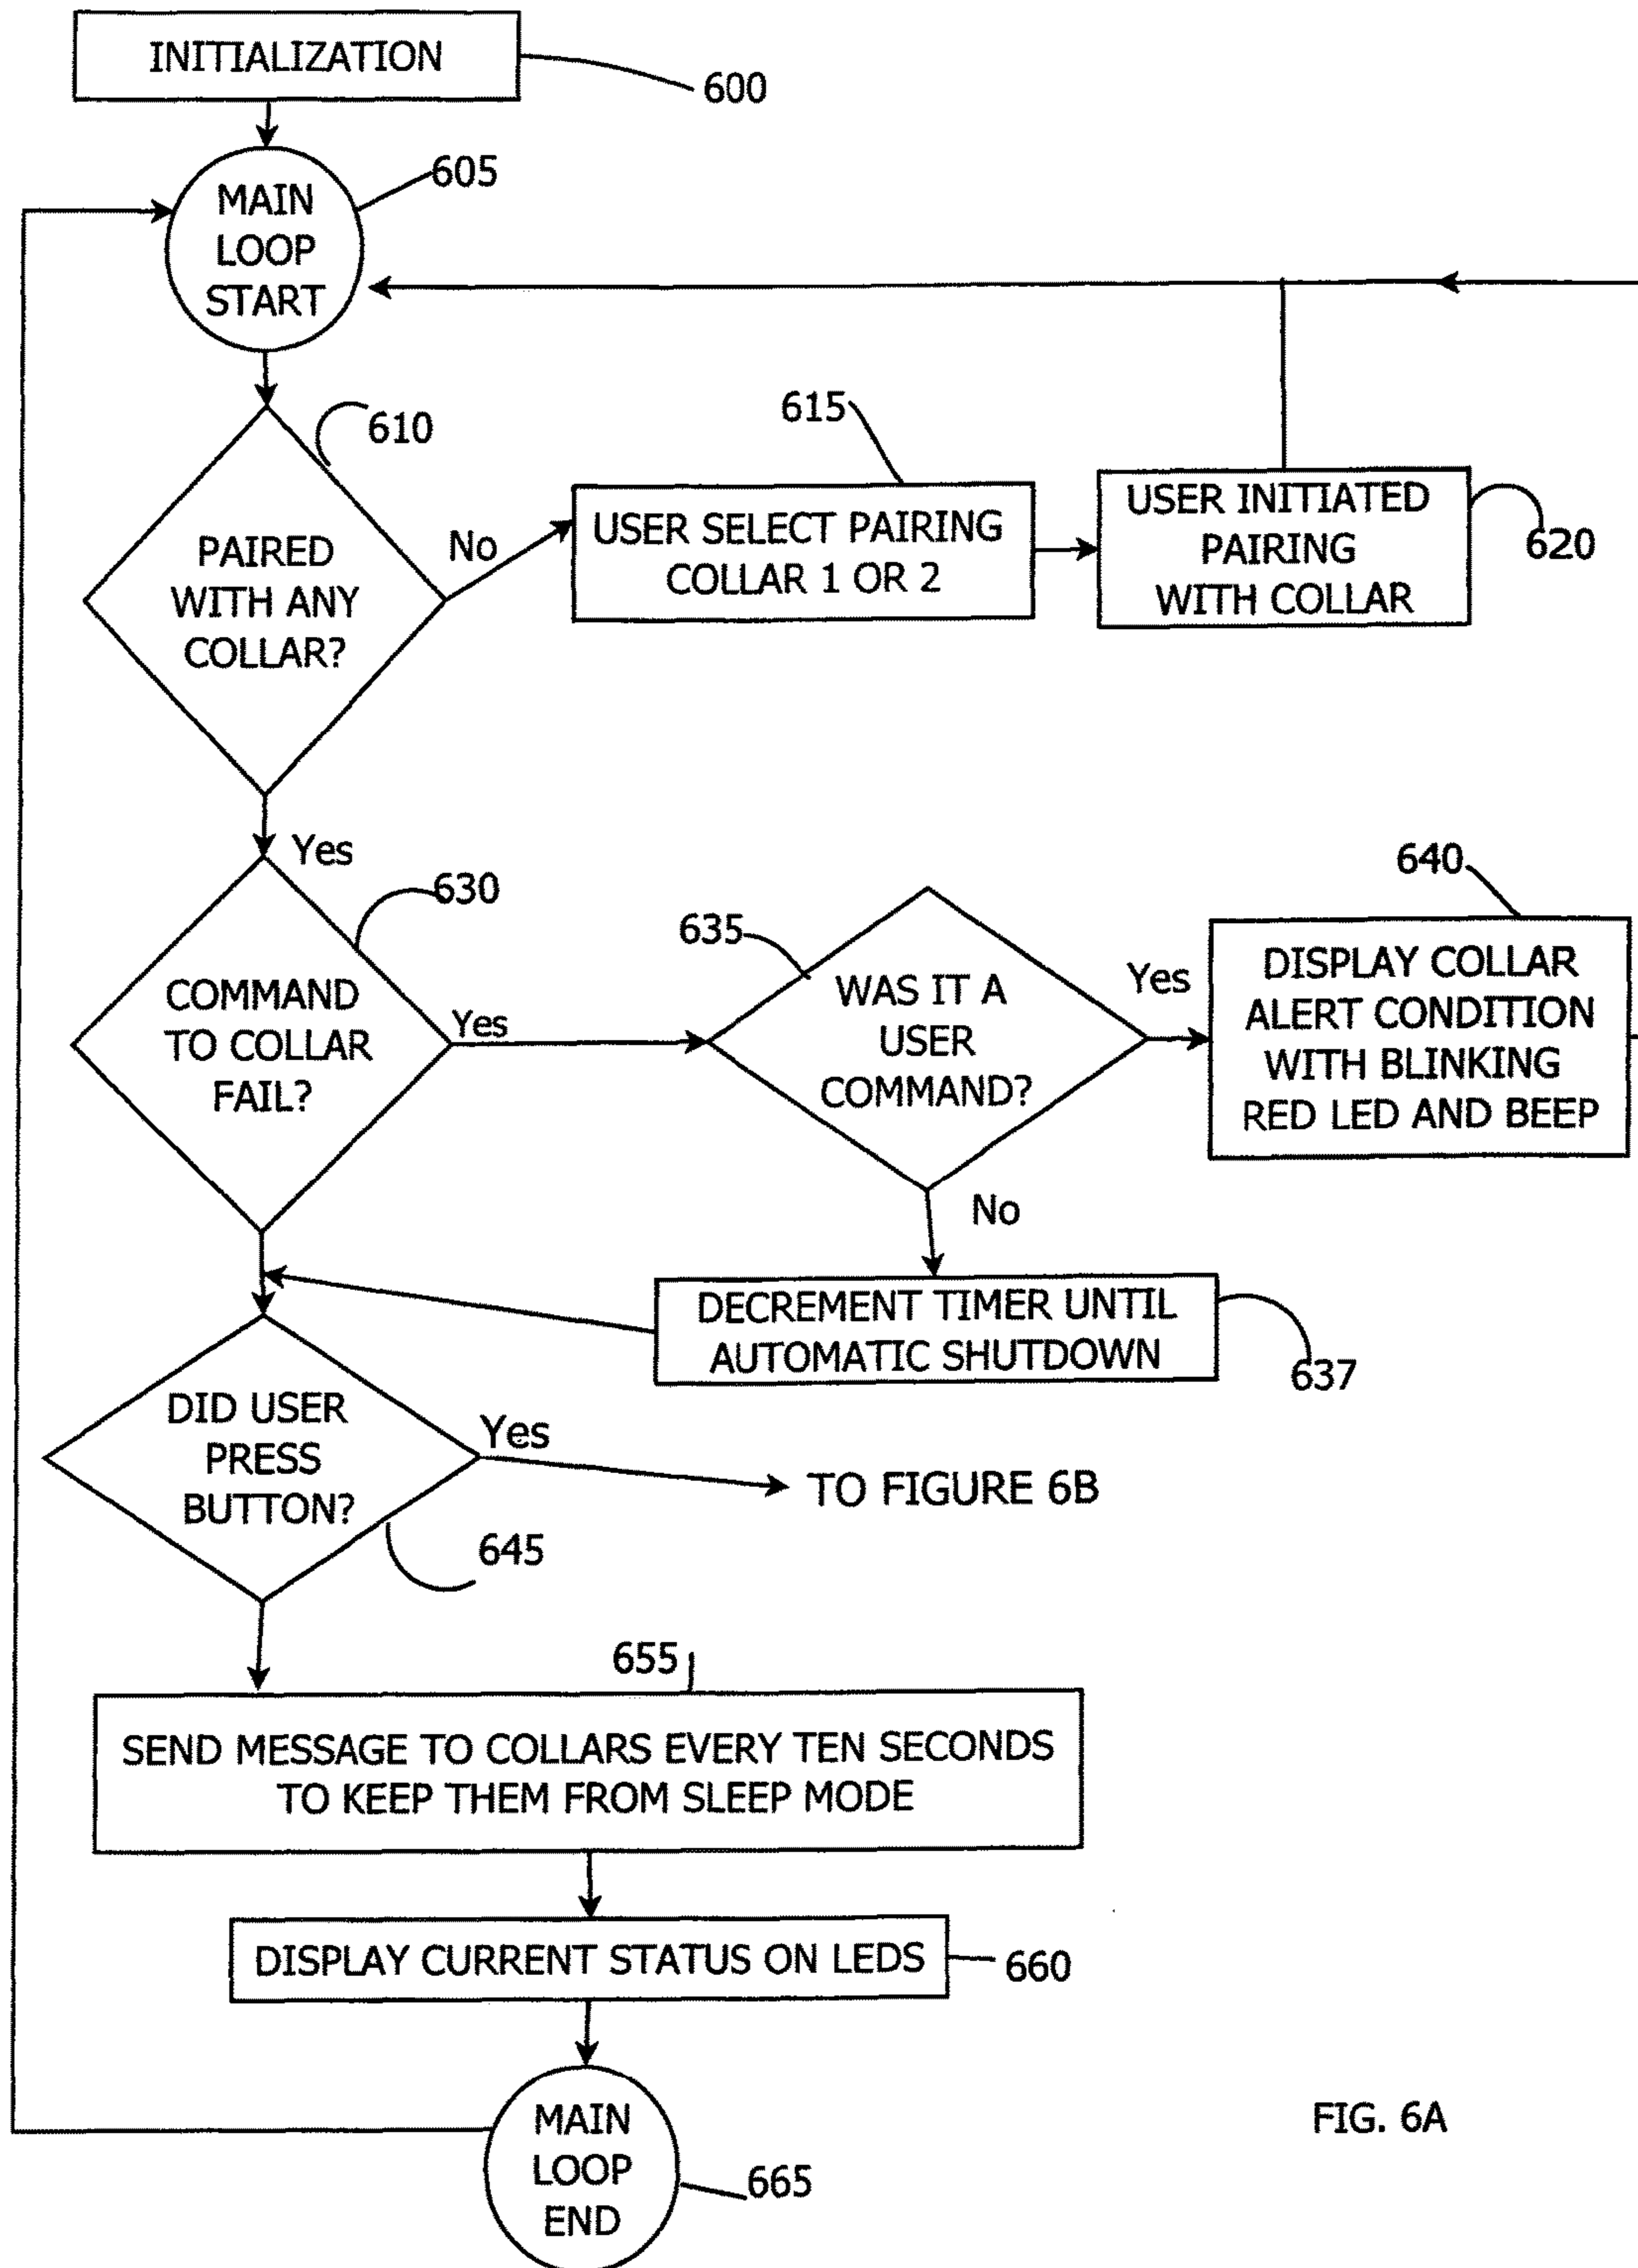 INITIALIZATION
600
605
MAIN
LOOP
START
610
615
PAIRED
WITH ANY
COLLAR?
No
USER SELECT PAIRING
COLLAR 1 OR 2
USER INITIATED
PAIRING
WITH COLLAR
620
Yes
630
COMMAND
TO COLLAR
FAIL?
Yes
635
WAS IT A
USER
COMMAND?
Yes
640
DISPLAY COLLAR
ALERT CONDITION
WITH BLINKING
RED LED AND BEEP
No
DECREMENT TIMER UNTIL
AUTOMATIC SHUTDOWN
637
DID USER
PRESS
BUTTON?
Yes
TO FIGURE 6B
645
655
SEND MESSAGE TO COLLARS EVERY TEN SECONDS
TO KEEP THEM FROM SLEEP MODE
DISPLAY CURRENT STATUS ON LEDS
660
MAIN
LOOP
END
665
FIG. 6A